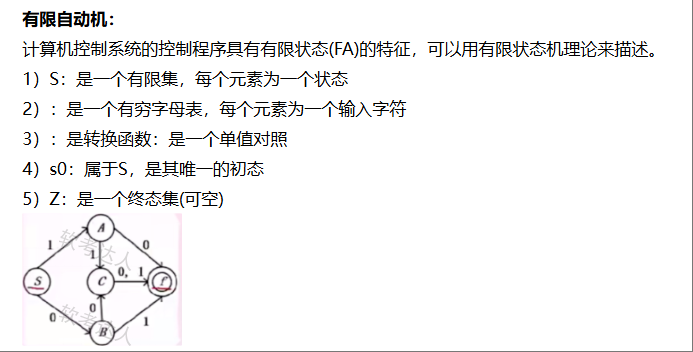 有限自动机：
计算机控制系统的控制程序具有有限状态(FA)的特征，可以用有限状态机理论来描述。
1）S：是一个有限集，每个元素为一个状态
2）：是一个有穷字母表，每个元素为一个输入字符
3）：是转换函数：是一个单值对照
4）s0：属于S，是其唯一的初态
5）Z：是一个终态集(可空)
A
1
0
软考达人
1
S
C
0，1
f
0
0
软考达人
B
1